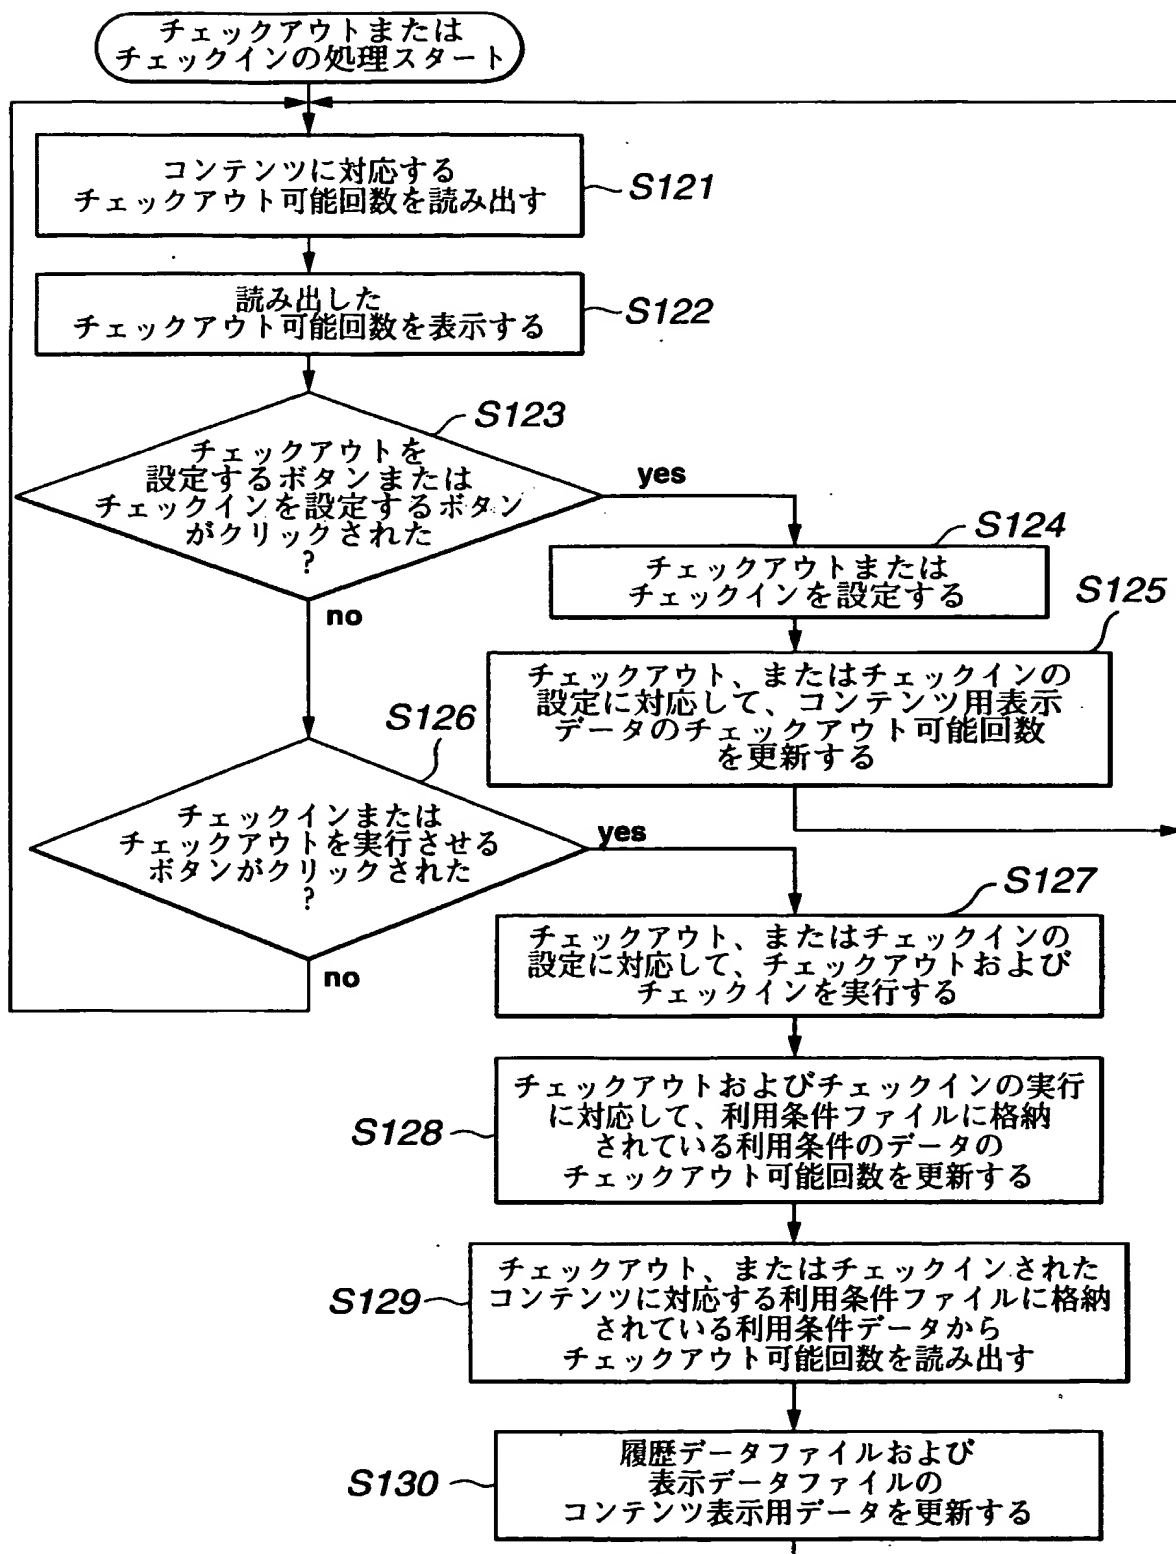 チェックアウトまたは
チェックインの処理スタート
コンテンツに対応する
チェックアウト可能回数を読み出す
S121
読み出した
チェックアウト可能回数を表示する
S122
S123
チェックアウトを
設定するボタンまたは
チェックインを設定するボタン
がクリックされた
?
yes
no
S124
チェックアウトまたは
チェックインを設定する
S125
チェックアウト、またはチェックインの
設定に対応して、コンテンツ用表示
データのチェックアウト可能回数
を更新する
S126
チェックインまたは
チェックアウトを実行させる
ボタンがクリックされた
?
yes
no
S127
チェックアウト、またはチェックインの
設定に対応して、チェックアウトおよび
チェックインを実行する
S128
チェックアウトおよびチェックインの実行
に対応して、利用条件ファイルに格納
されている利用条件のデータの
チェックアウト可能回数を更新する
S129
チェックアウト、またはチェックインされた
コンテンツに対応する利用条件ファイルに格納
されている利用条件データから
チェックアウト可能回数を読み出す
S130
履歴データファイルおよび
表示データファイルの
コンテンツ表示用データを更新する